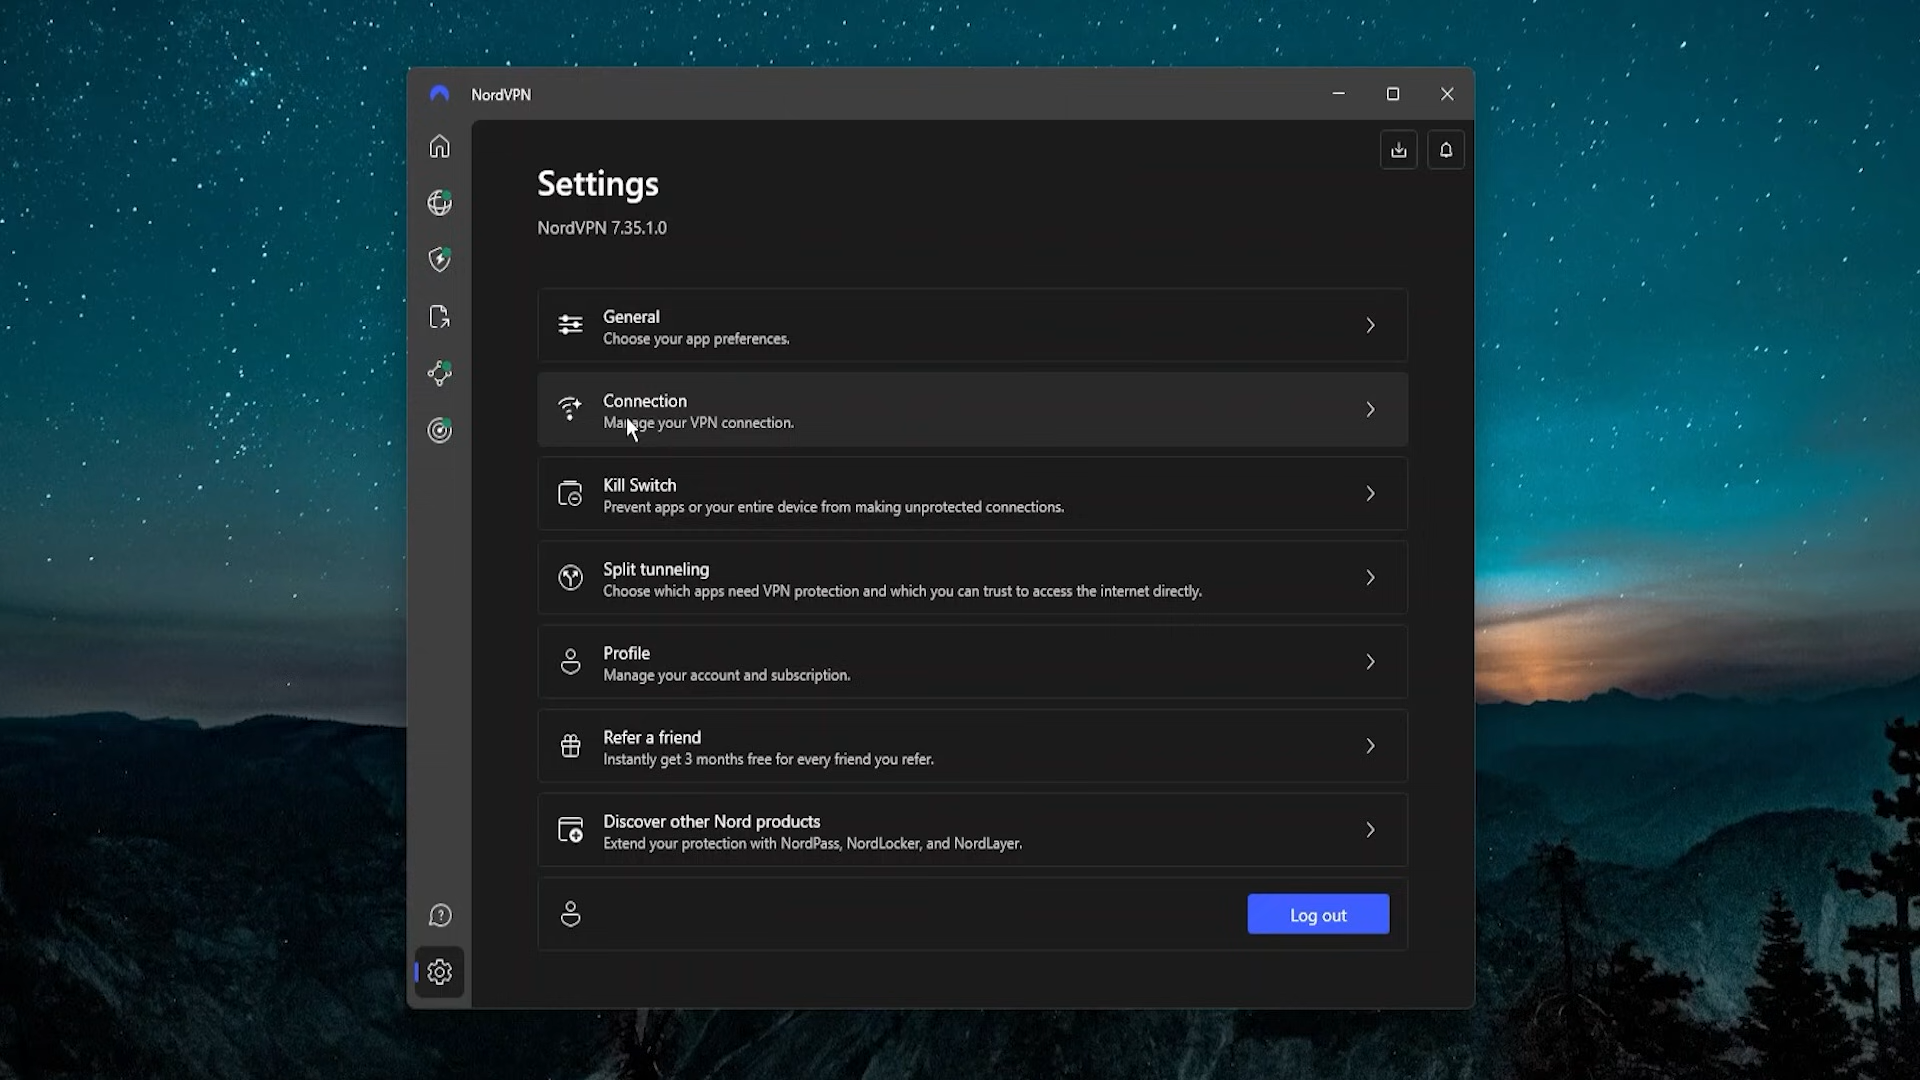 NordVPN
Settings
NordVPN 7.35.1.0
General
Choose your app preferences.
Connection
Manage your VPN connection.
Kill Switch
Prevent apps or your entire device from making unprotected connections.
Split tunneling
Choose which apps need VPN protection and which you can trust to access the internet directly.
Profile
Manage your account and subscription.
Refer a friend
Instantly get 3 months free for every friend you refer.
Discover other Nord products
Extend your protection with NordPass, NordLocker, and NordLayer.
Log out